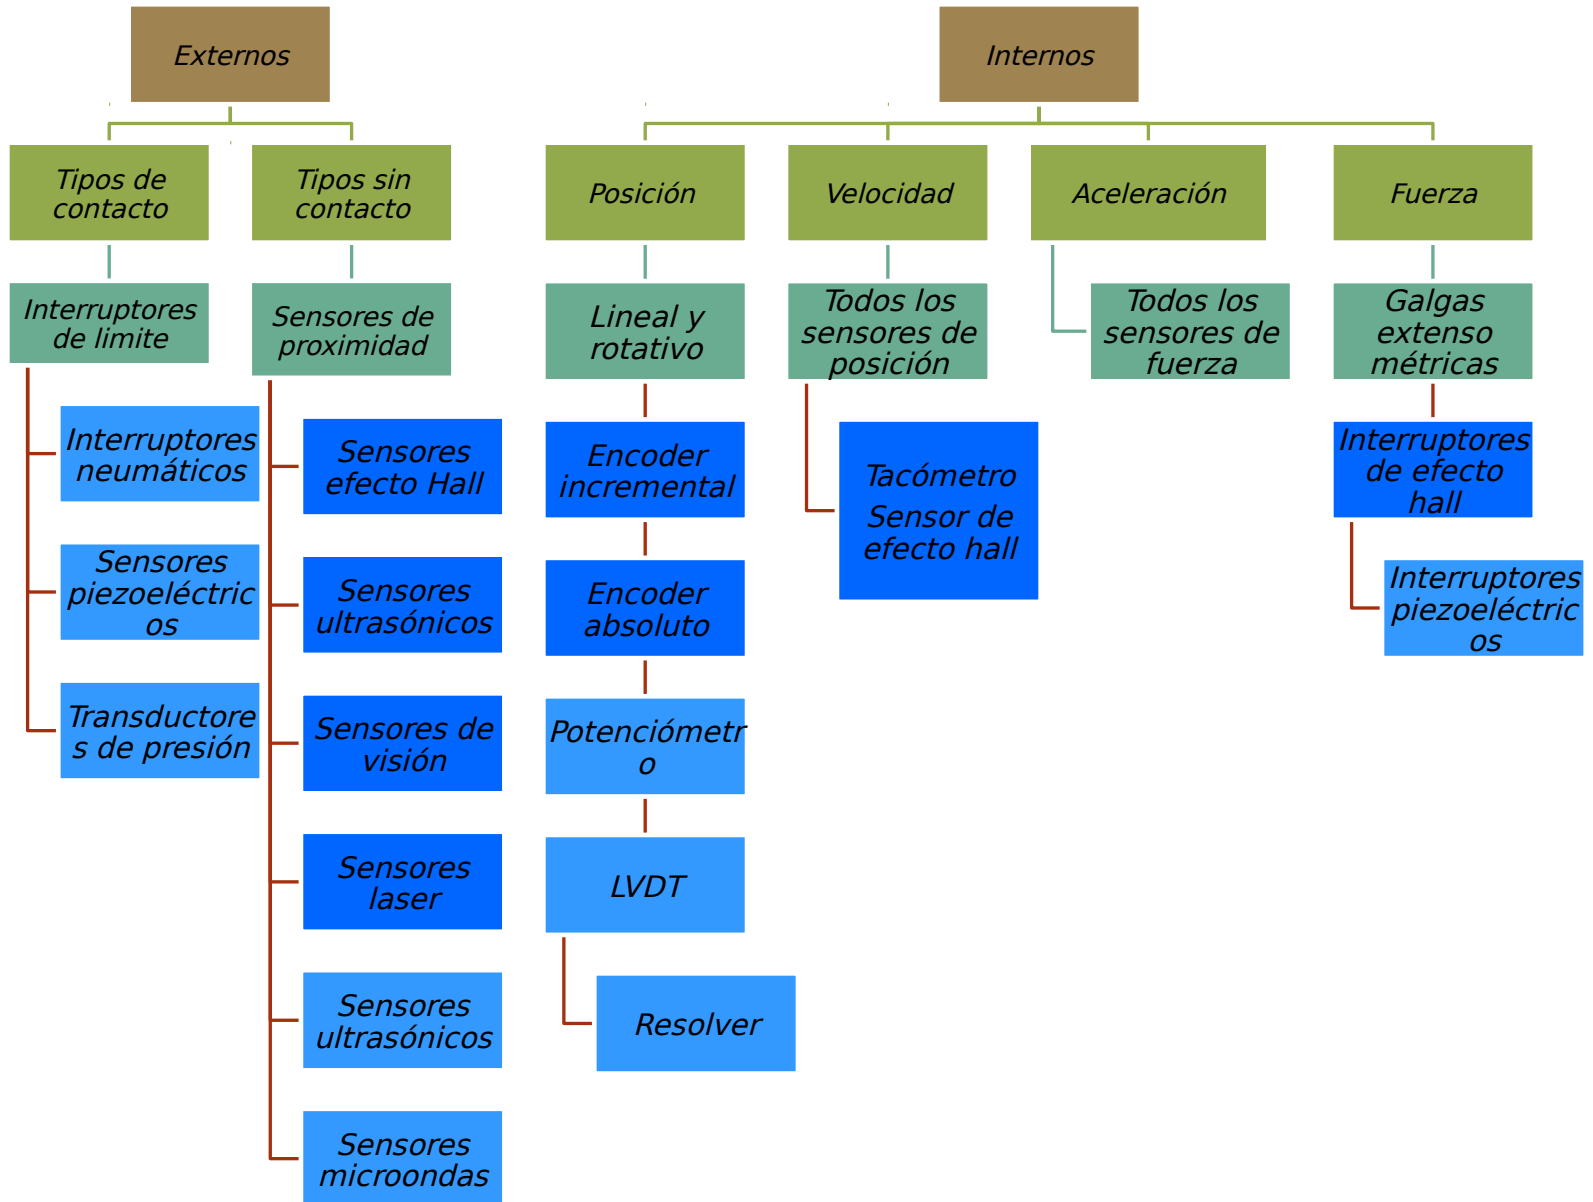 Externos
Internos
Tipos de
contacto
Tipos sin
contacto
Posición
Velocidad
Aceleración
Fuerza
Interruptores
de limite
Sensores de
proximidad
Lineal y
rotativo
Todos los
sensores de
posición
Todos los
sensores de
fuerza
Galgas
extenso
métricas
Interruptores
neumáticos
Sensores
piezoeléctric
os
Transductore
s de presión
Sensores
efecto Hall
Sensores
ultrasónicos
Sensores de
visión
Sensores
laser
Sensores
ultrasónicos
Sensores
microondas
Encoder
incremental
Encoder
absoluto
Potenciómetr
o
LVDT
Resolver
Tacómetro
Sensor de
efecto hall
Interruptores
de efecto
hall
Interruptores
piezoeléctric
os